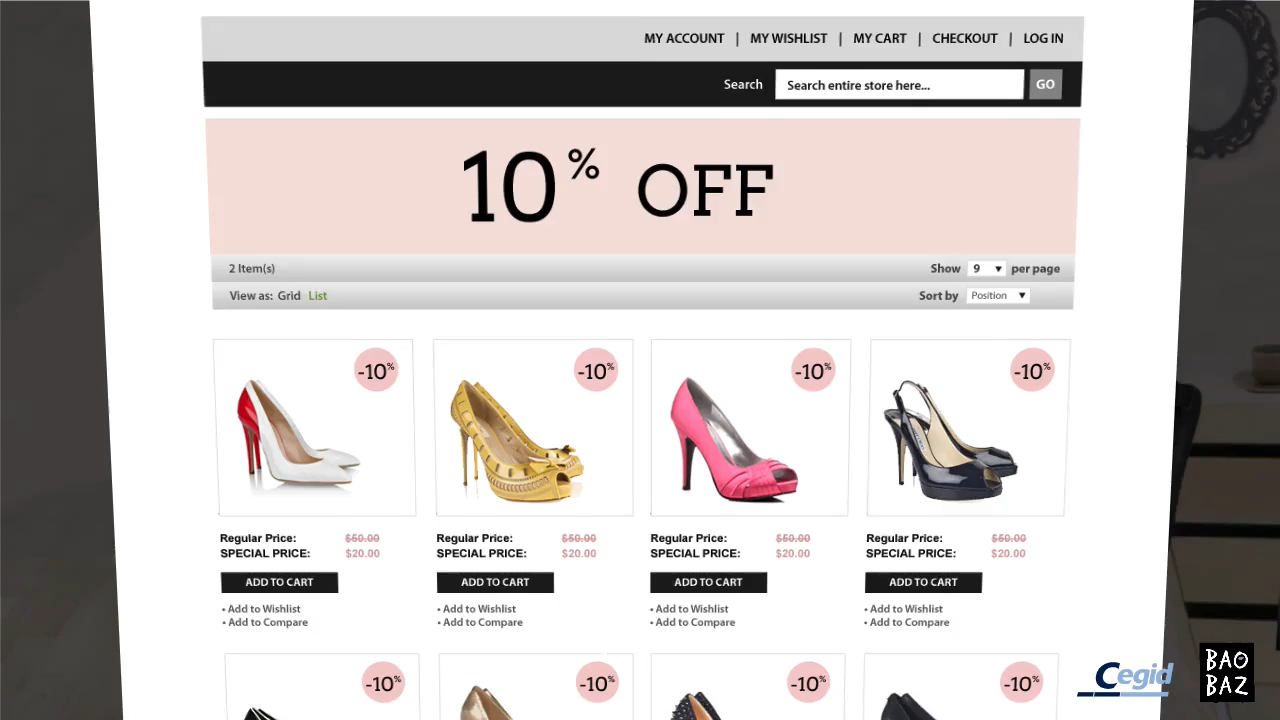 MY ACCOUNT | MY WISHLIST | MY CART | CHECKOUT | LOG IN
Search Search entire store here... GO
10% OFF
2 Item(s) Show 9 ▼ per page
View as: Grid List Sort by Position ▼
-10% -10% -10% -10%
Regular Price: $50.00 Regular Price: $50.00 Regular Price: $50.00 Regular Price: $50.00
SPECIAL PRICE: $20.00 SPECIAL PRICE: $20.00 SPECIAL PRICE: $20.00 SPECIAL PRICE: $20.00
ADD TO CART ADD TO CART ADD TO CART ADD TO CART
• Add to Wishlist • Add to Wishlist • Add to Wishlist • Add to Wishlist
• Add to Compare • Add to Compare • Add to Compare • Add to Compare
-10% -10% -10% -10%
Cegid
BAO
BAZ